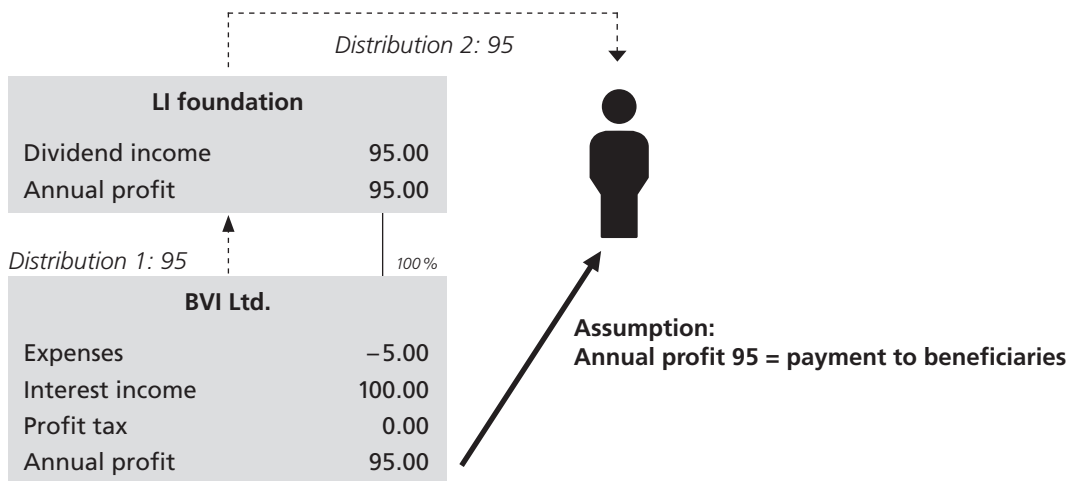 Distribution 2: 95
LI foundation
Dividend income 95.00
Annual profit 95.00
Distribution 1: 95
100 %
BVI Ltd.
Expenses –5.00
Interest income 100.00
Profit tax 0.00
Annual profit 95.00
Assumption:
Annual profit 95 = payment to beneficiaries